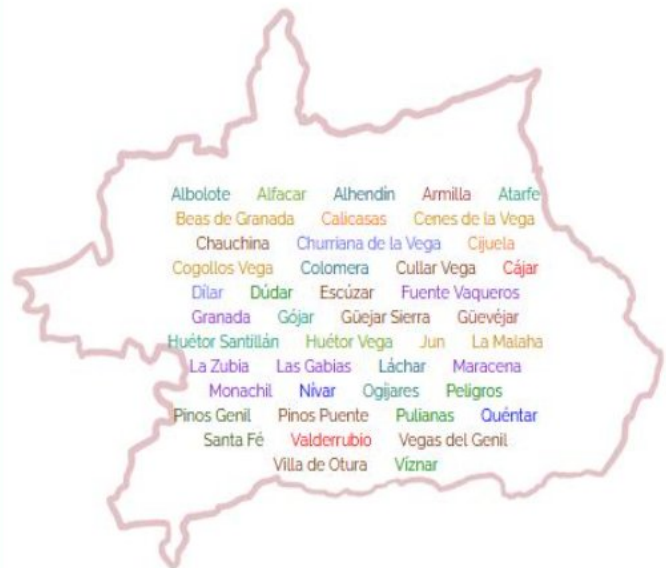 Albolote Alfacar Alhendín Armilla Atarfe
Beas de Granada Calicasas Cenes de la Vega
Chauchina Churriana de la Vega Cijuela
Cogollos Vega Colomera Cullar Vega Cájar
Dílar Dúdar Escúzar Fuente Vaqueros
Granada Gójar Güejar Sierra Güevéjar
Huétor Santillán Huétor Vega Jun La Malaha
La Zubia Las Gabias Láchar Maracena
Monachil Nívar Ogijares Peligros
Pinos Genil Pinos Puente Pulianas Quéntar
Santa Fé Valderrubio Vegas del Genil
Villa de Otura Víznar